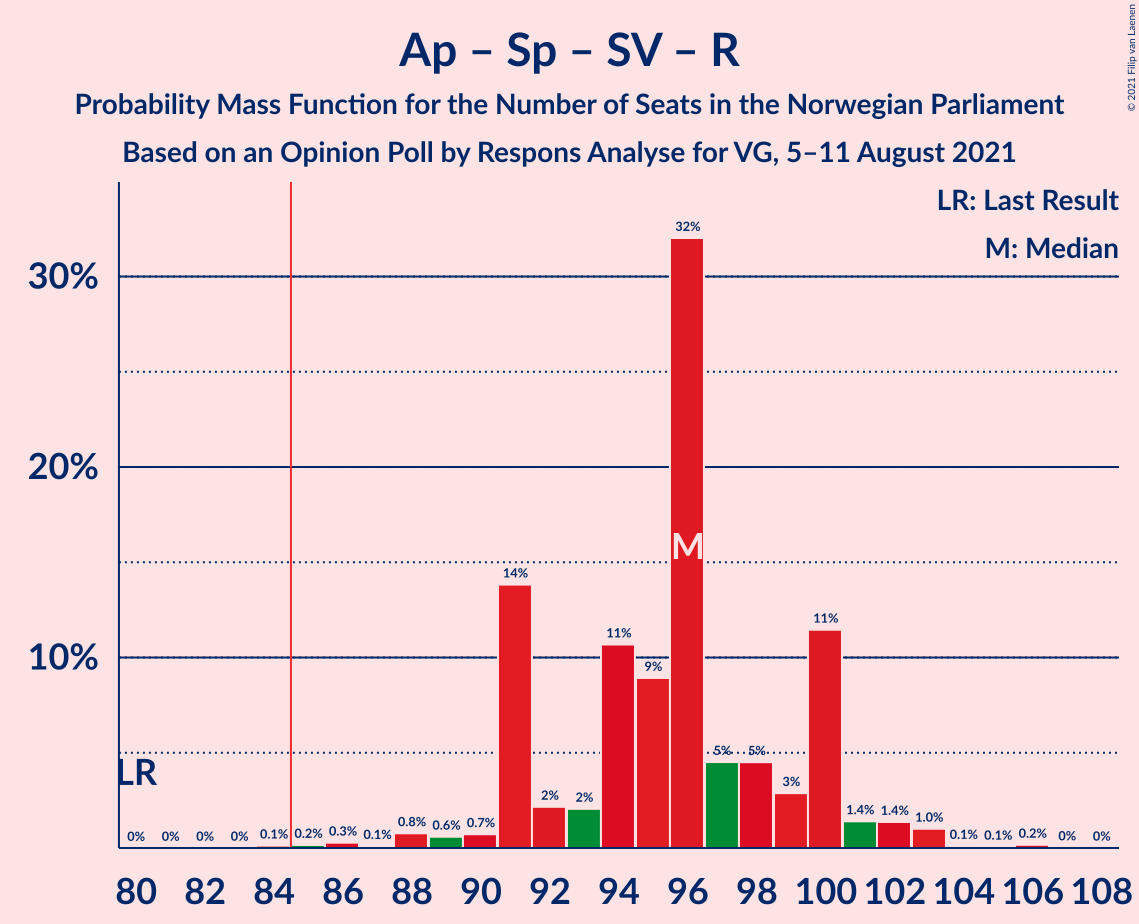 © 2021 Filip van Laenen
Ap – Sp – SV – R
Probability Mass Function for the Number of Seats in the Norwegian Parliament
Based on an Opinion Poll by Respons Analyse for VG, 5–11 August 2021
LR: Last Result
M: Median
30%
20%
10%
32%
M
14%
11%
11%
9%
5% 5%
3%
2% 2%
LR
0% 0% 0% 0% 0.1% 0.2% 0.3% 0.1% 0.8% 0.6% 0.7% 1.4% 1.4% 1.0% 0.1% 0.1% 0.2% 0% 0%
80 82 84 86 88 90 92 94 96 98 100 102 104 106 108